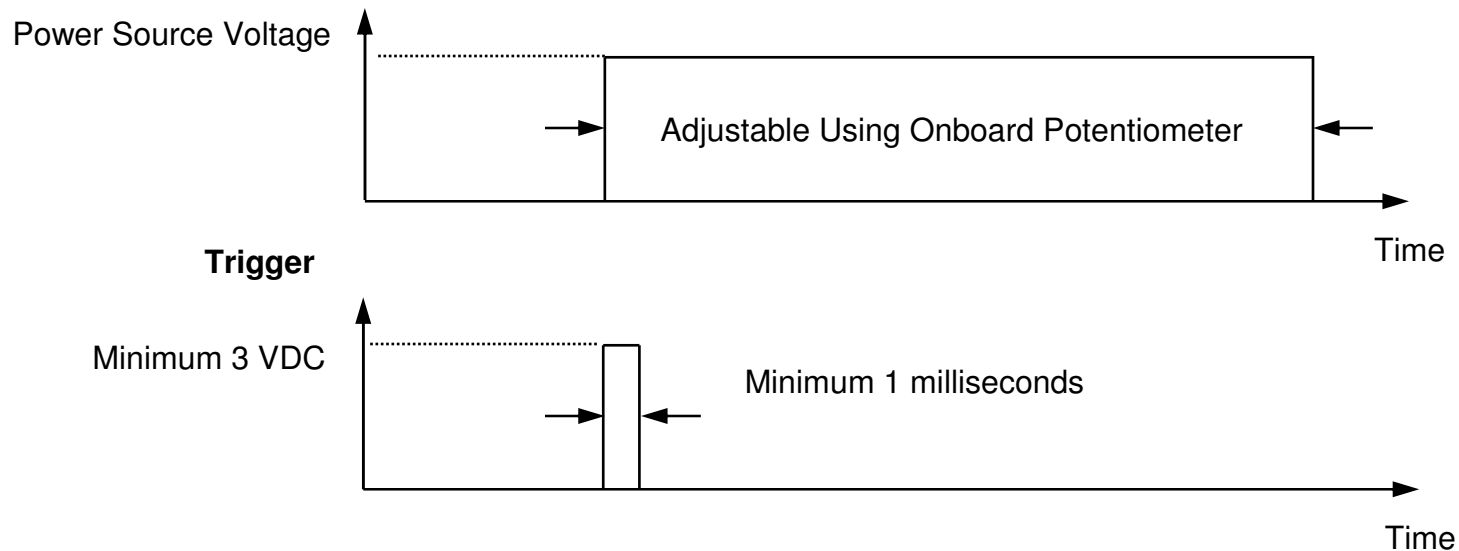 Power Source Voltage
Adjustable Using Onboard Potentiometer
Time
Trigger
Minimum 3 VDC
Minimum 1 milliseconds
Time